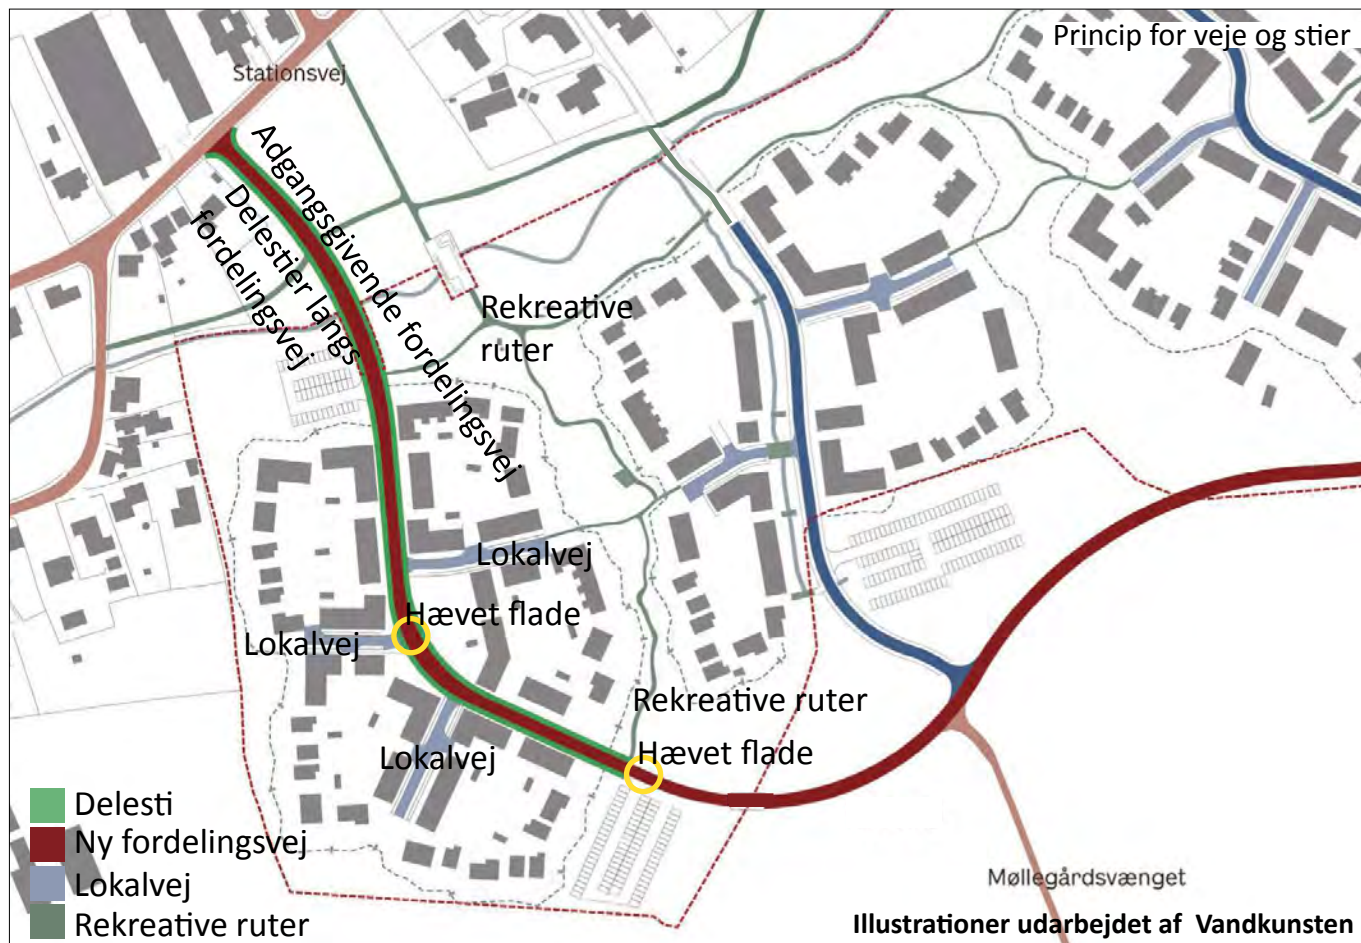 Princip for veje og stier
Stationsvej
Adgangsgivende fordelingsvej
Delestier langs
fordelingsvej
Rekreative
ruter
Lokalvej
Hævet flade
Lokalvej
Rekreative ruter
Hævet flade
Lokalvej
Delesti
Ny fordelingsvej
Lokalvej
Rekreative ruter
Møllegårdsvænget
Illustrationer udarbejdet af Vandkunsten